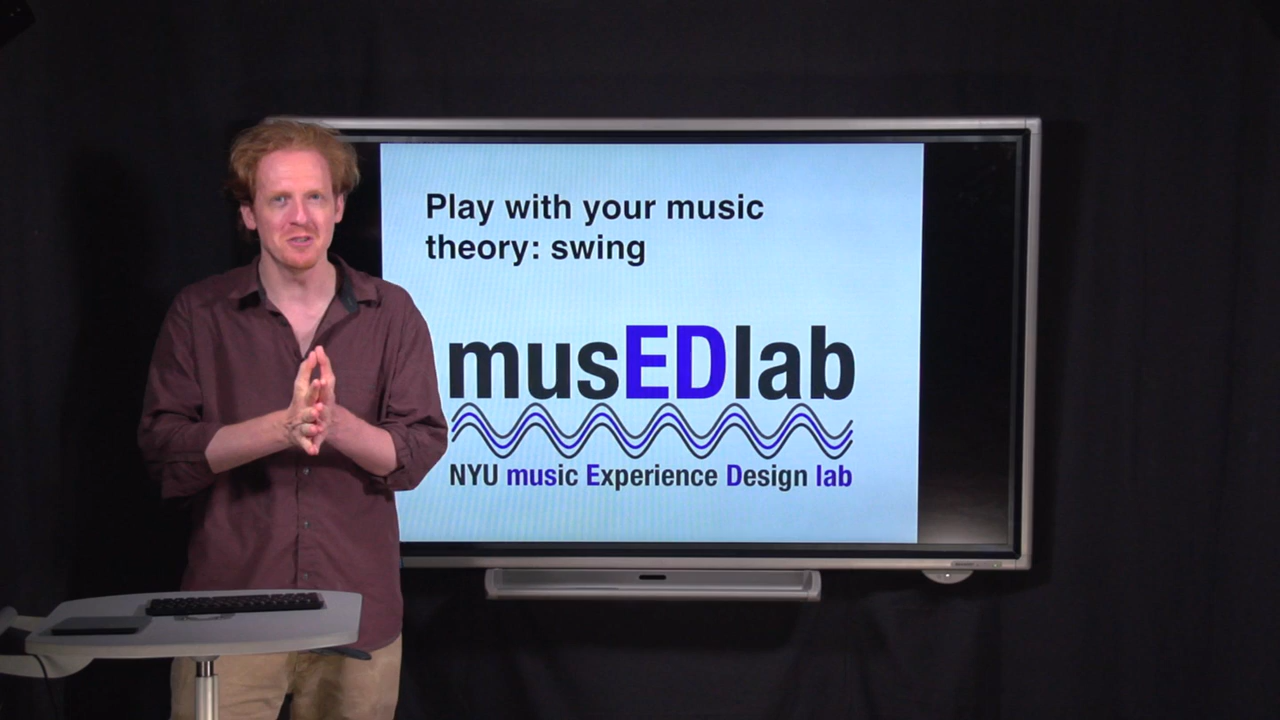 Play with your music
theory: swing
musEDlab
NYU music Experience Design lab